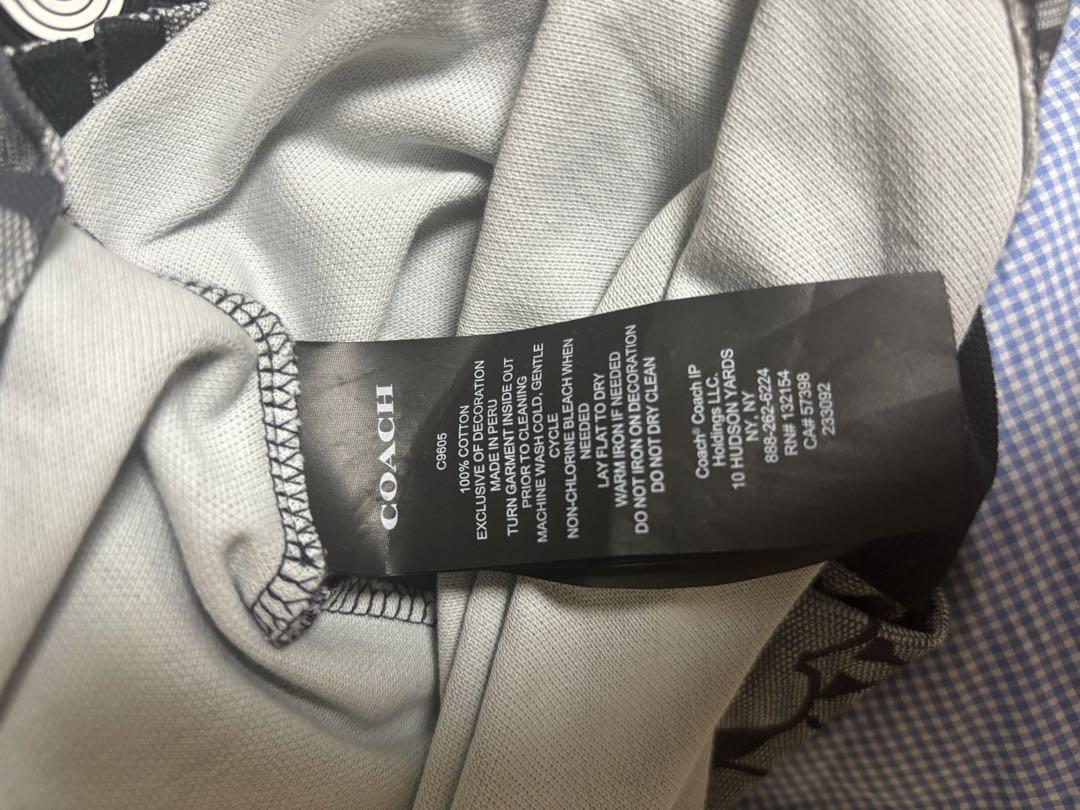 COACH
C9605
100% COTTON
EXCLUSIVE OF DECORATION
MADE IN PERU
TURN GARMENT INSIDE OUT
PRIOR TO CLEANING
MACHINE WASH COLD, GENTLE
CYCLE
NON-CHLORINE BLEACH WHEN
NEEDED
LAY FLAT TO DRY
WARM IRON IF NEEDED
DO NOT IRON ON DECORATION
DO NOT DRY CLEAN
Coach® Coach IP
Holdings LLC.
10 HUDSON YARDS
NY, NY
888-262-6224
RN# 132154
CA# 57398
233092